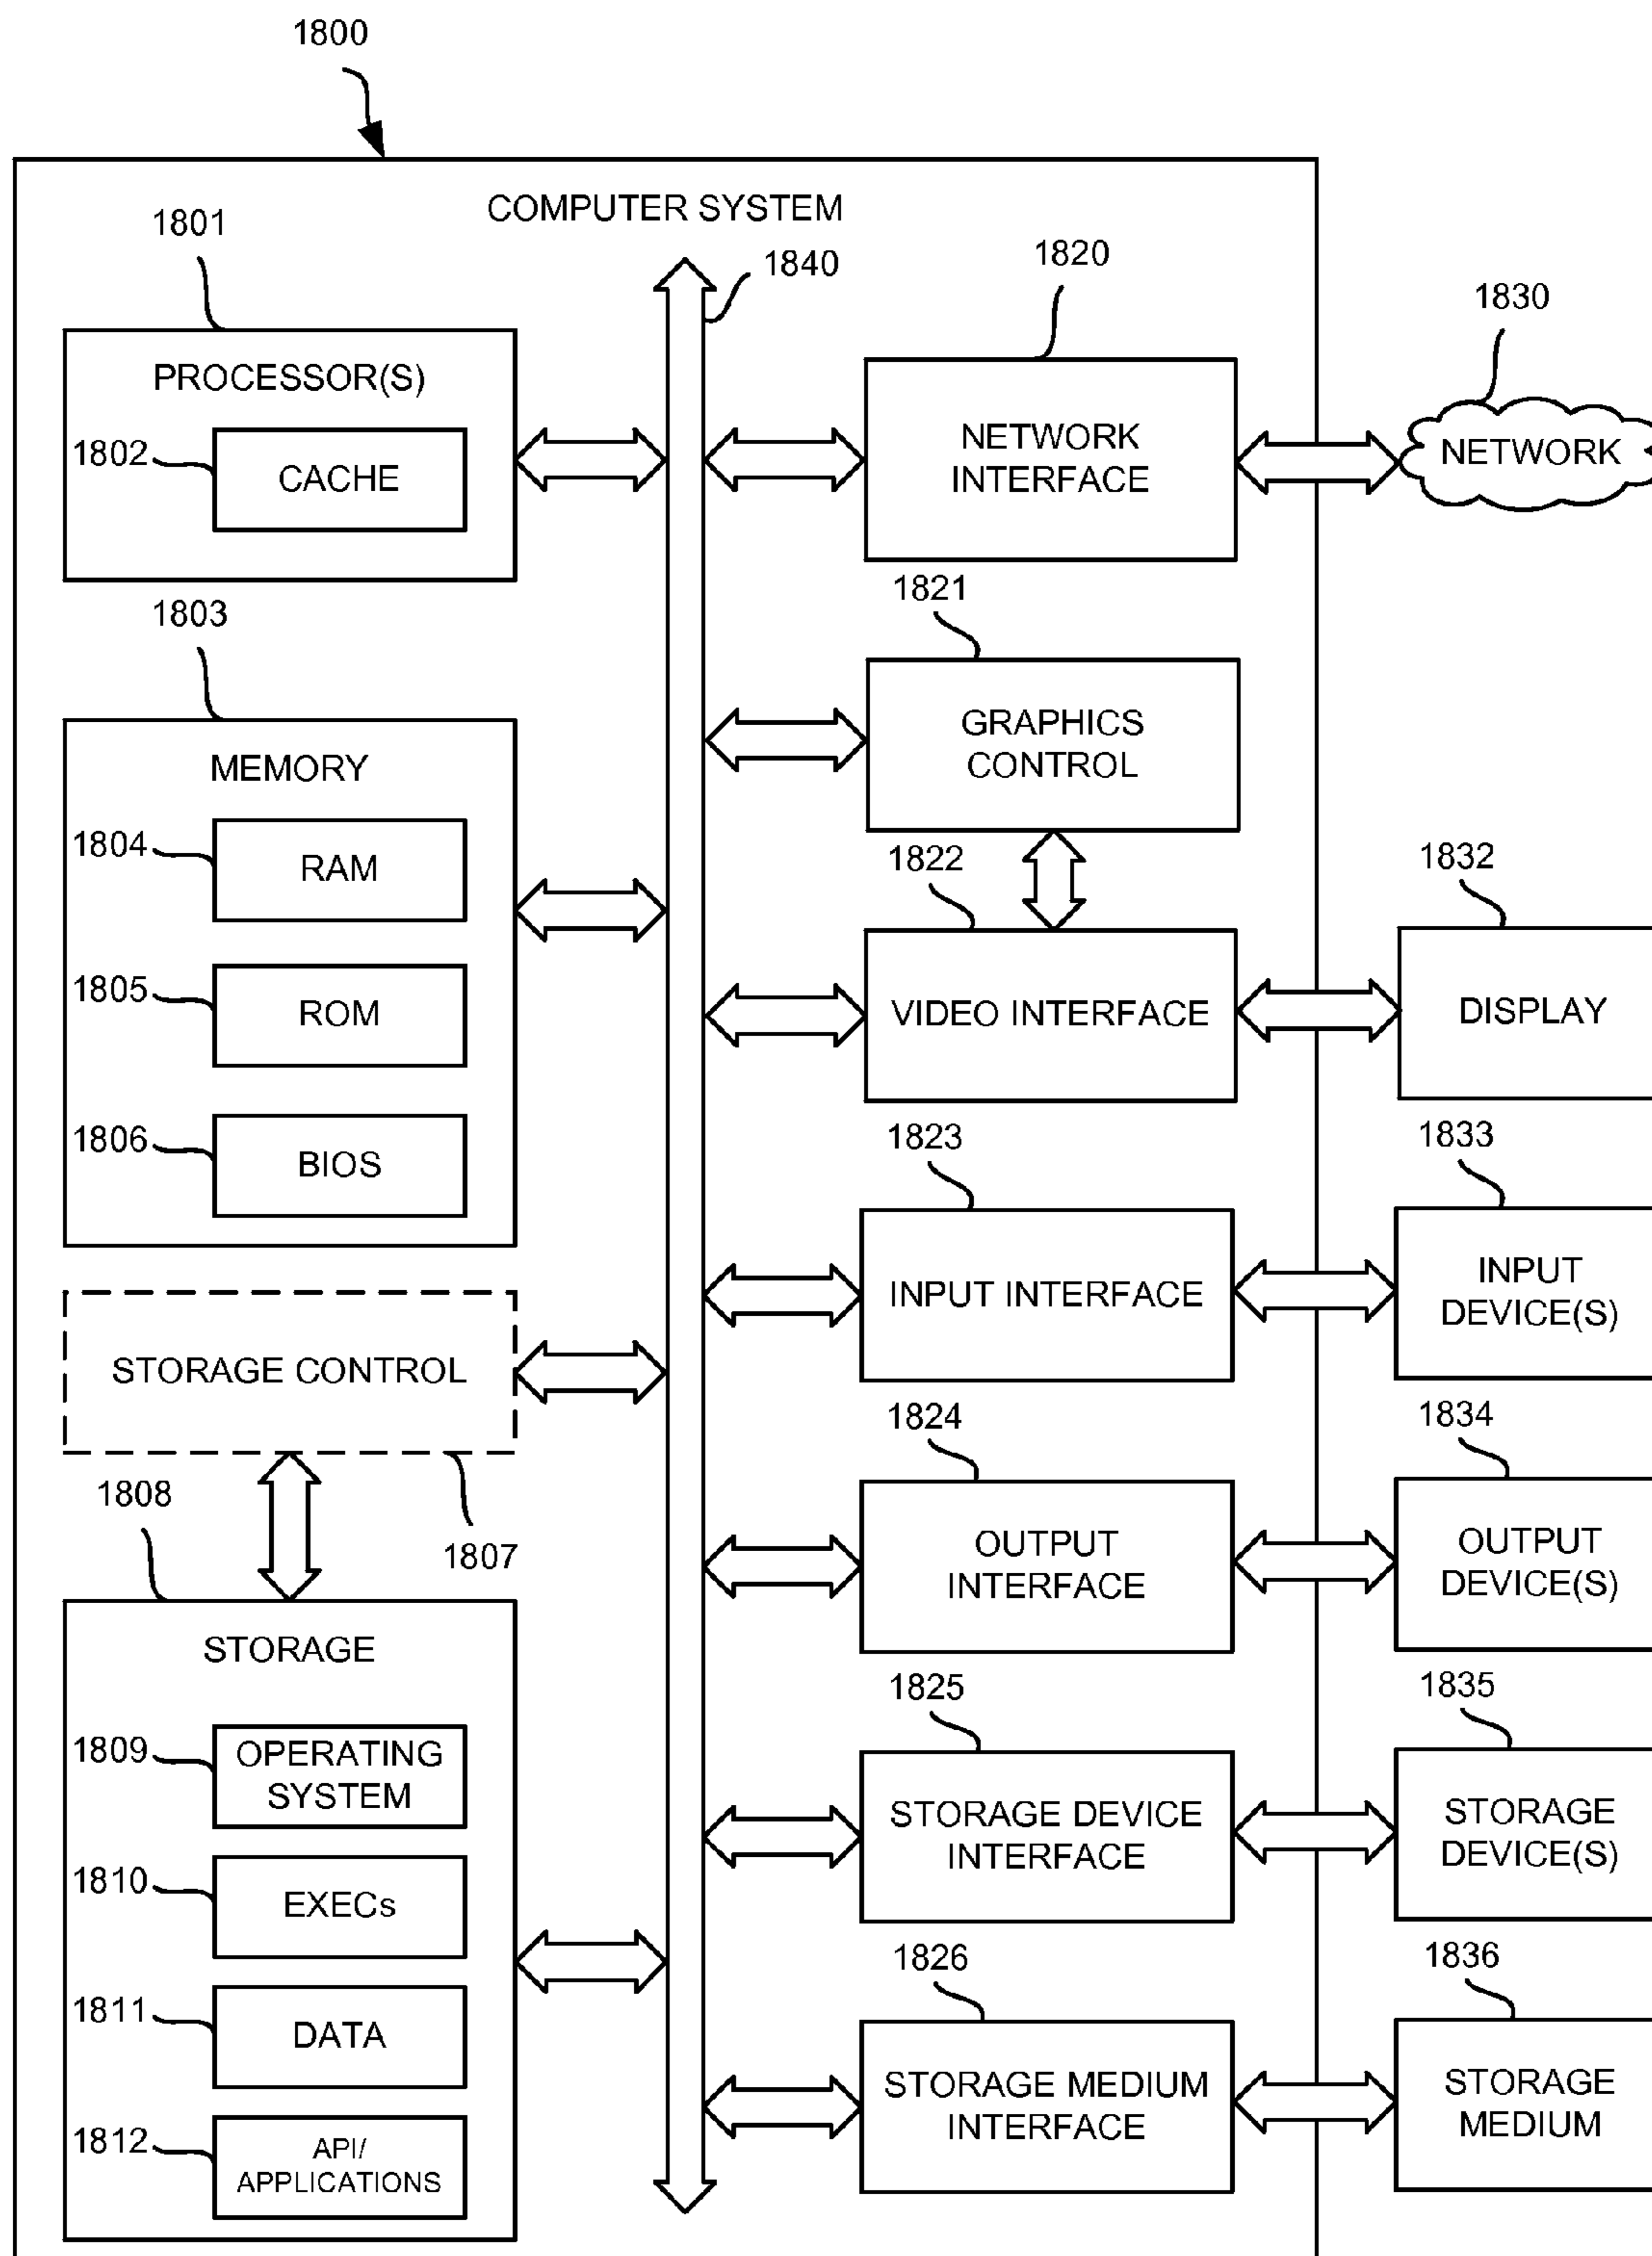 1800
COMPUTER SYSTEM
1801
1840
1820
1830
PROCESSOR(S)
1802
CACHE
NETWORK
INTERFACE
NETWORK
1803
1821
MEMORY
GRAPHICS
CONTROL
1804
RAM
1822
1832
1805
ROM
VIDEO INTERFACE
DISPLAY
1806
BIOS
1823
1833
INPUT INTERFACE
INPUT
DEVICE(S)
STORAGE CONTROL
1807
1824
1834
1808
OUTPUT
INTERFACE
OUTPUT
DEVICE(S)
STORAGE
1825
1835
1809
OPERATING
SYSTEM
STORAGE DEVICE
INTERFACE
STORAGE
DEVICE(S)
1810
EXECs
1826
1836
1811
DATA
STORAGE MEDIUM
INTERFACE
STORAGE
MEDIUM
1812
API/
APPLICATIONS